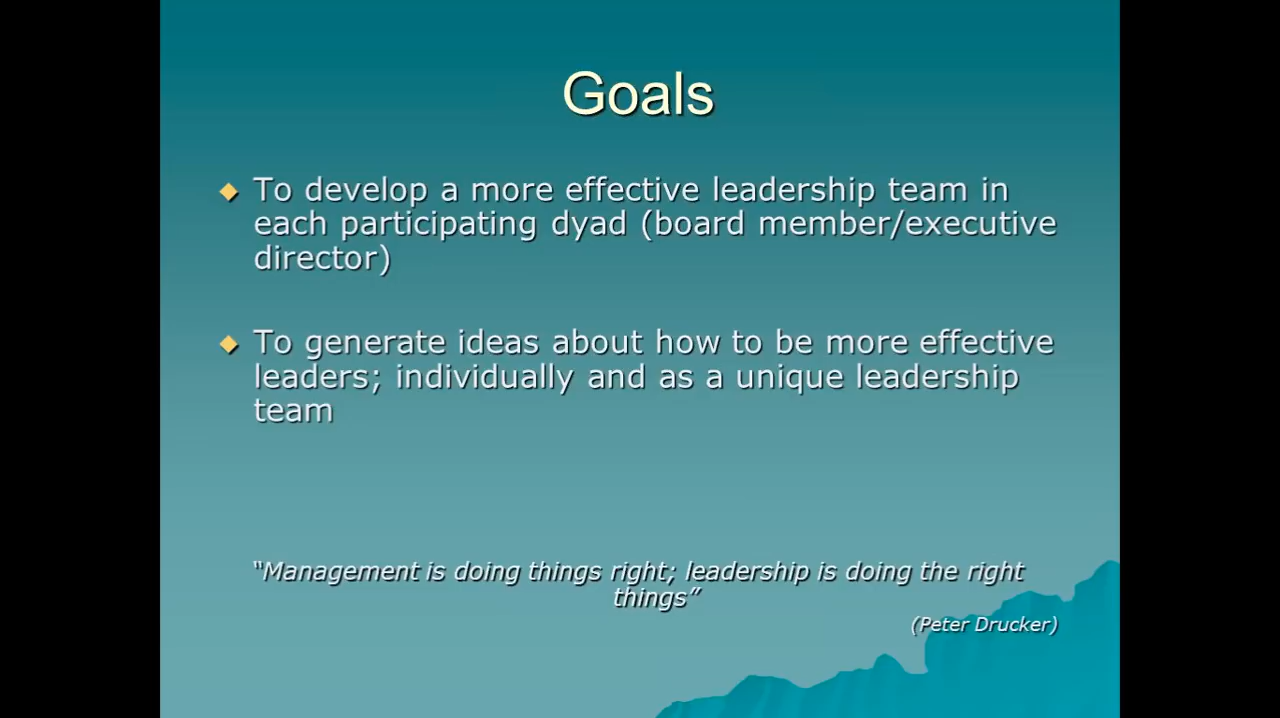 Goals
To develop a more effective leadership team in
each participating dyad (board member/executive
director)
To generate ideas about how to be more effective
leaders; individually and as a unique leadership
team
“Management is doing things right; leadership is doing the right
things”
(Peter Drucker)